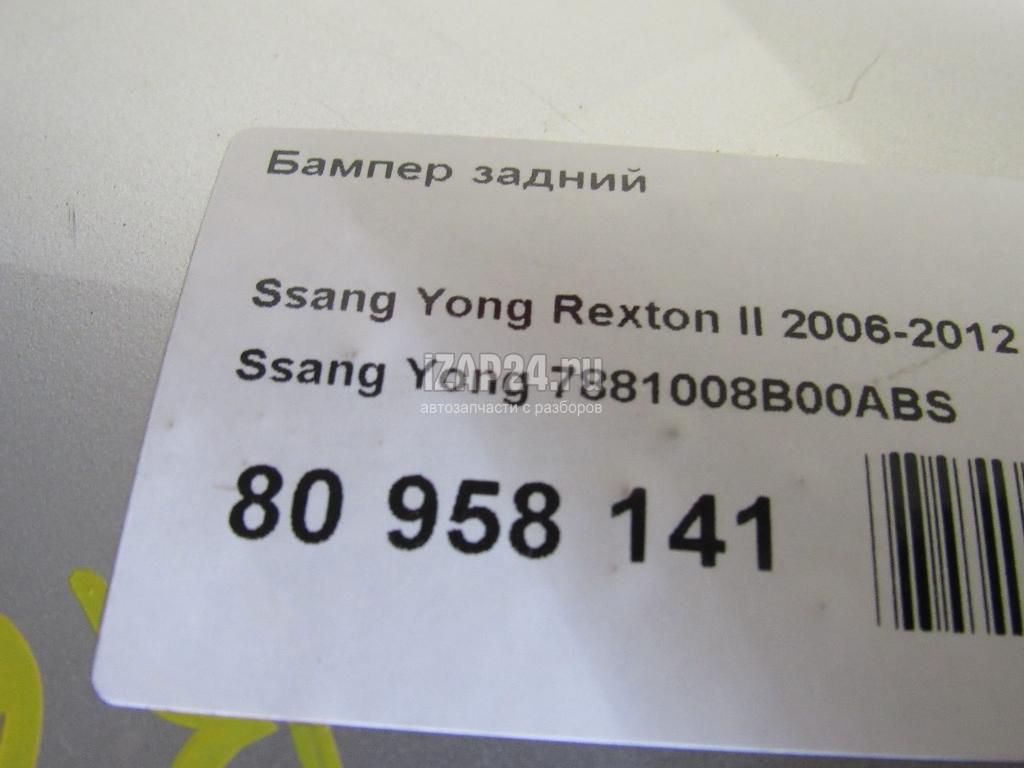 Бампер задний
Ssang Yong Rexton II 2006-2012
Ssang Yong 7881008B00ABS
iZAP24.ru
автозапчасти с разборов
80 958 141